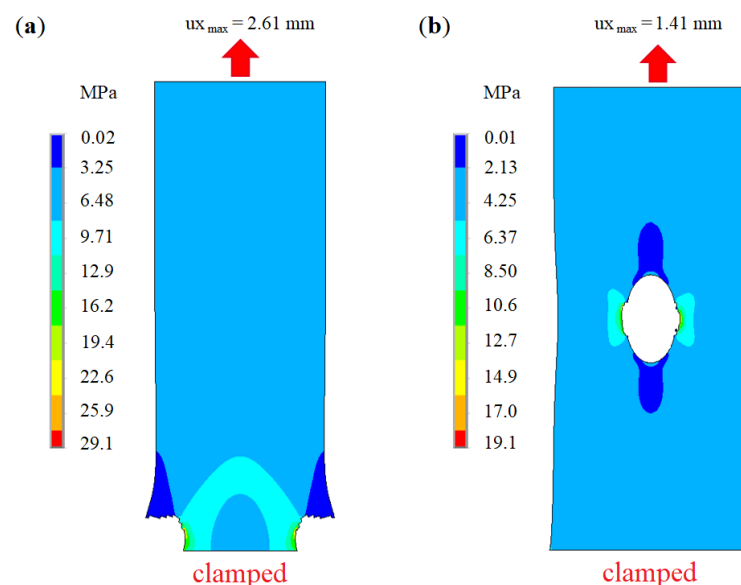 (a)
ux max = 2.61 mm
MPa
0.02
3.25
6.48
9.71
12.9
16.2
19.4
22.6
25.9
29.1
clamped
(b)
ux max = 1.41 mm
MPa
0.01
2.13
4.25
6.37
8.50
10.6
12.7
14.9
17.0
19.1
clamped